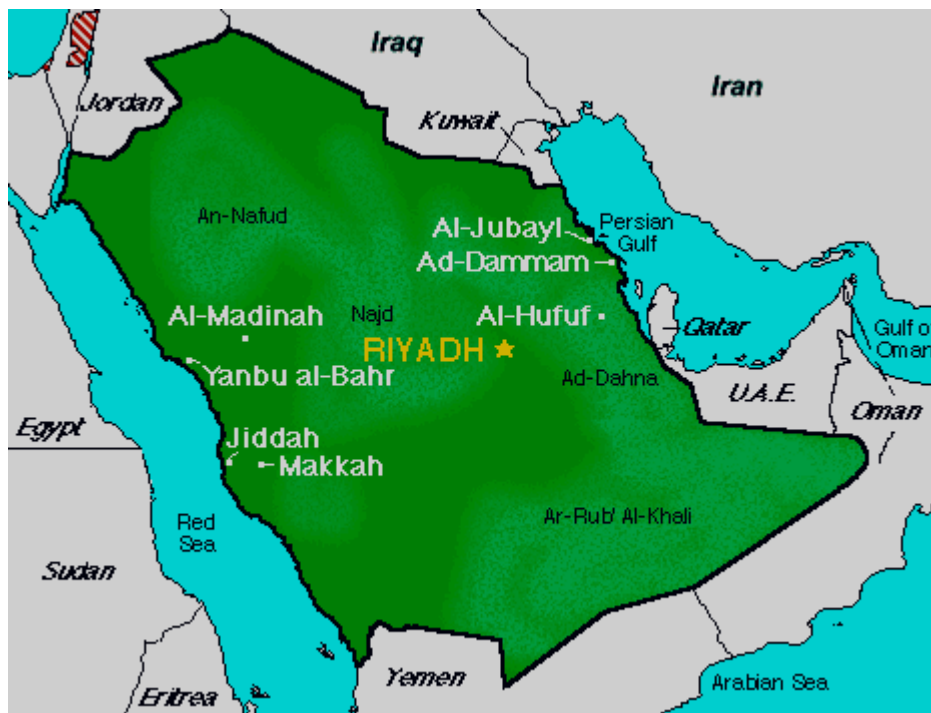 Iraq
Iran
Jordan
Kuwait
An-Nafud
Al-Jubayl
Persian
Gulf
Ad-Dammam
Al-Madinah
Najd
Al-Hufuf
Qatar
Gulf o
Oman
RIYADH
Yanbu al-Bahr
Ad-Dahna
U.A.E.
Oman
Egypt
Jiddah
Makkah
Red
Sea
Ar-Rub' Al-Khali
Sudan
Yemen
Arabian Sea
Eritrea